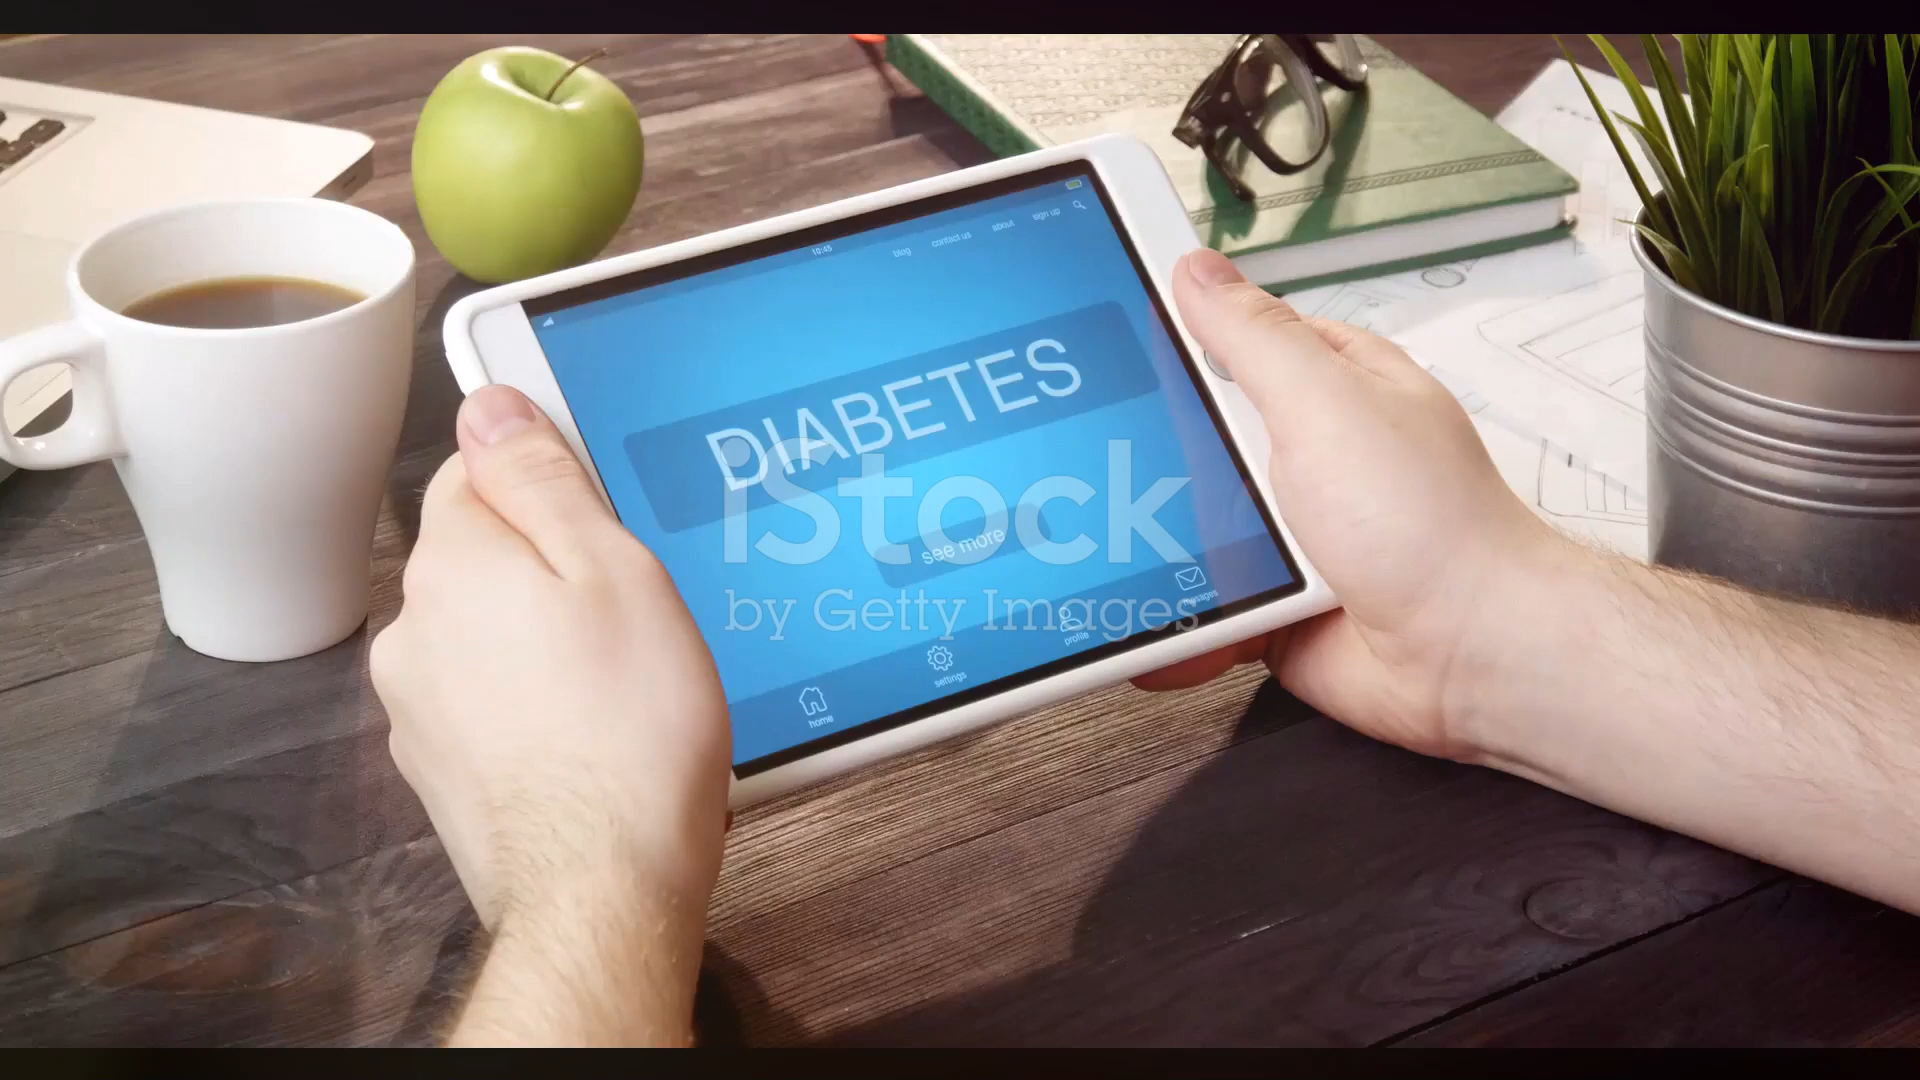 10:45
blog contact us about sign up
DIABETES
see more
home settings profile messages
iStock
by Getty Images